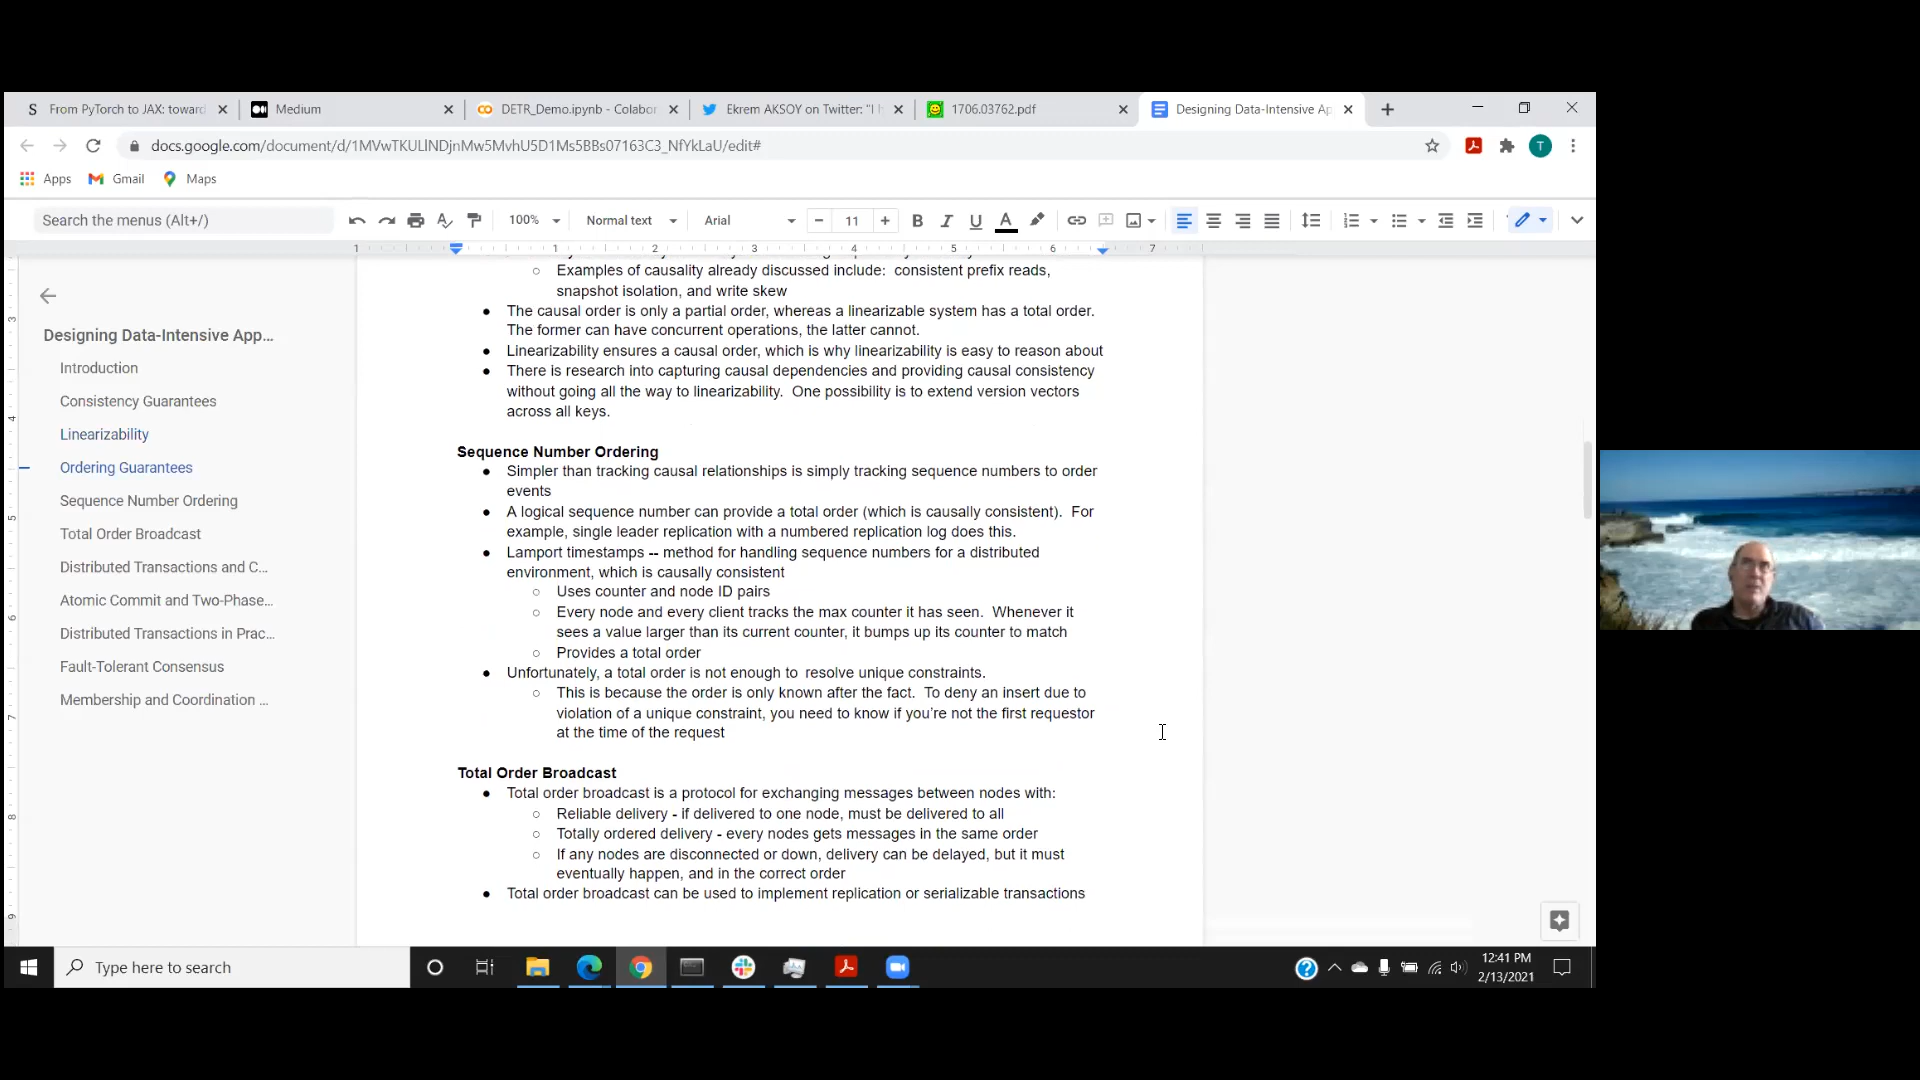 From PyTorch to JAX: toward
Medium
DETR_Demo.ipynb - Colabor
Ekrem AKSOY on Twitter: "I h
1706.03762.pdf
Designing Data-Intensive Ap
docs.google.com/document/d/1MVwTKULlNDjnMw5MvhU5D1Ms5BBs07163C3_NfYkLaU/edit#
T
Apps
Gmail
Maps
Search the menus (Alt+/)
100%
Normal text
Arial
11
B
I
U
A
1
1
2
3
4
5
6
7
Designing Data-Intensive App...
Introduction
Consistency Guarantees
Linearizability
Ordering Guarantees
Sequence Number Ordering
Total Order Broadcast
Distributed Transactions and C...
Atomic Commit and Two-Phase...
Distributed Transactions in Prac...
Fault-Tolerant Consensus
Membership and Coordination ...
3
4
5
6
7
8
9
Examples of causality already discussed include: consistent prefix reads,
snapshot isolation, and write skew
The causal order is only a partial order, whereas a linearizable system has a total order.
The former can have concurrent operations, the latter cannot.
Linearizability ensures a causal order, which is why linearizability is easy to reason about
There is research into capturing causal dependencies and providing causal consistency
without going all the way to linearizability. One possibility is to extend version vectors
across all keys.
Sequence Number Ordering
Simpler than tracking causal relationships is simply tracking sequence numbers to order
events
A logical sequence number can provide a total order (which is causally consistent). For
example, single leader replication with a numbered replication log does this.
Lamport timestamps -- method for handling sequence numbers for a distributed
environment, which is causally consistent
Uses counter and node ID pairs
Every node and every client tracks the max counter it has seen. Whenever it
sees a value larger than its current counter, it bumps up its counter to match
Provides a total order
Unfortunately, a total order is not enough to resolve unique constraints.
This is because the order is only known after the fact. To deny an insert due to
violation of a unique constraint, you need to know if you're not the first requestor
at the time of the request
Total Order Broadcast
Total order broadcast is a protocol for exchanging messages between nodes with:
Reliable delivery - if delivered to one node, must be delivered to all
Totally ordered delivery - every nodes gets messages in the same order
If any nodes are disconnected or down, delivery can be delayed, but it must
eventually happen, and in the correct order
Total order broadcast can be used to implement replication or serializable transactions
Type here to search
12:41 PM
2/13/2021